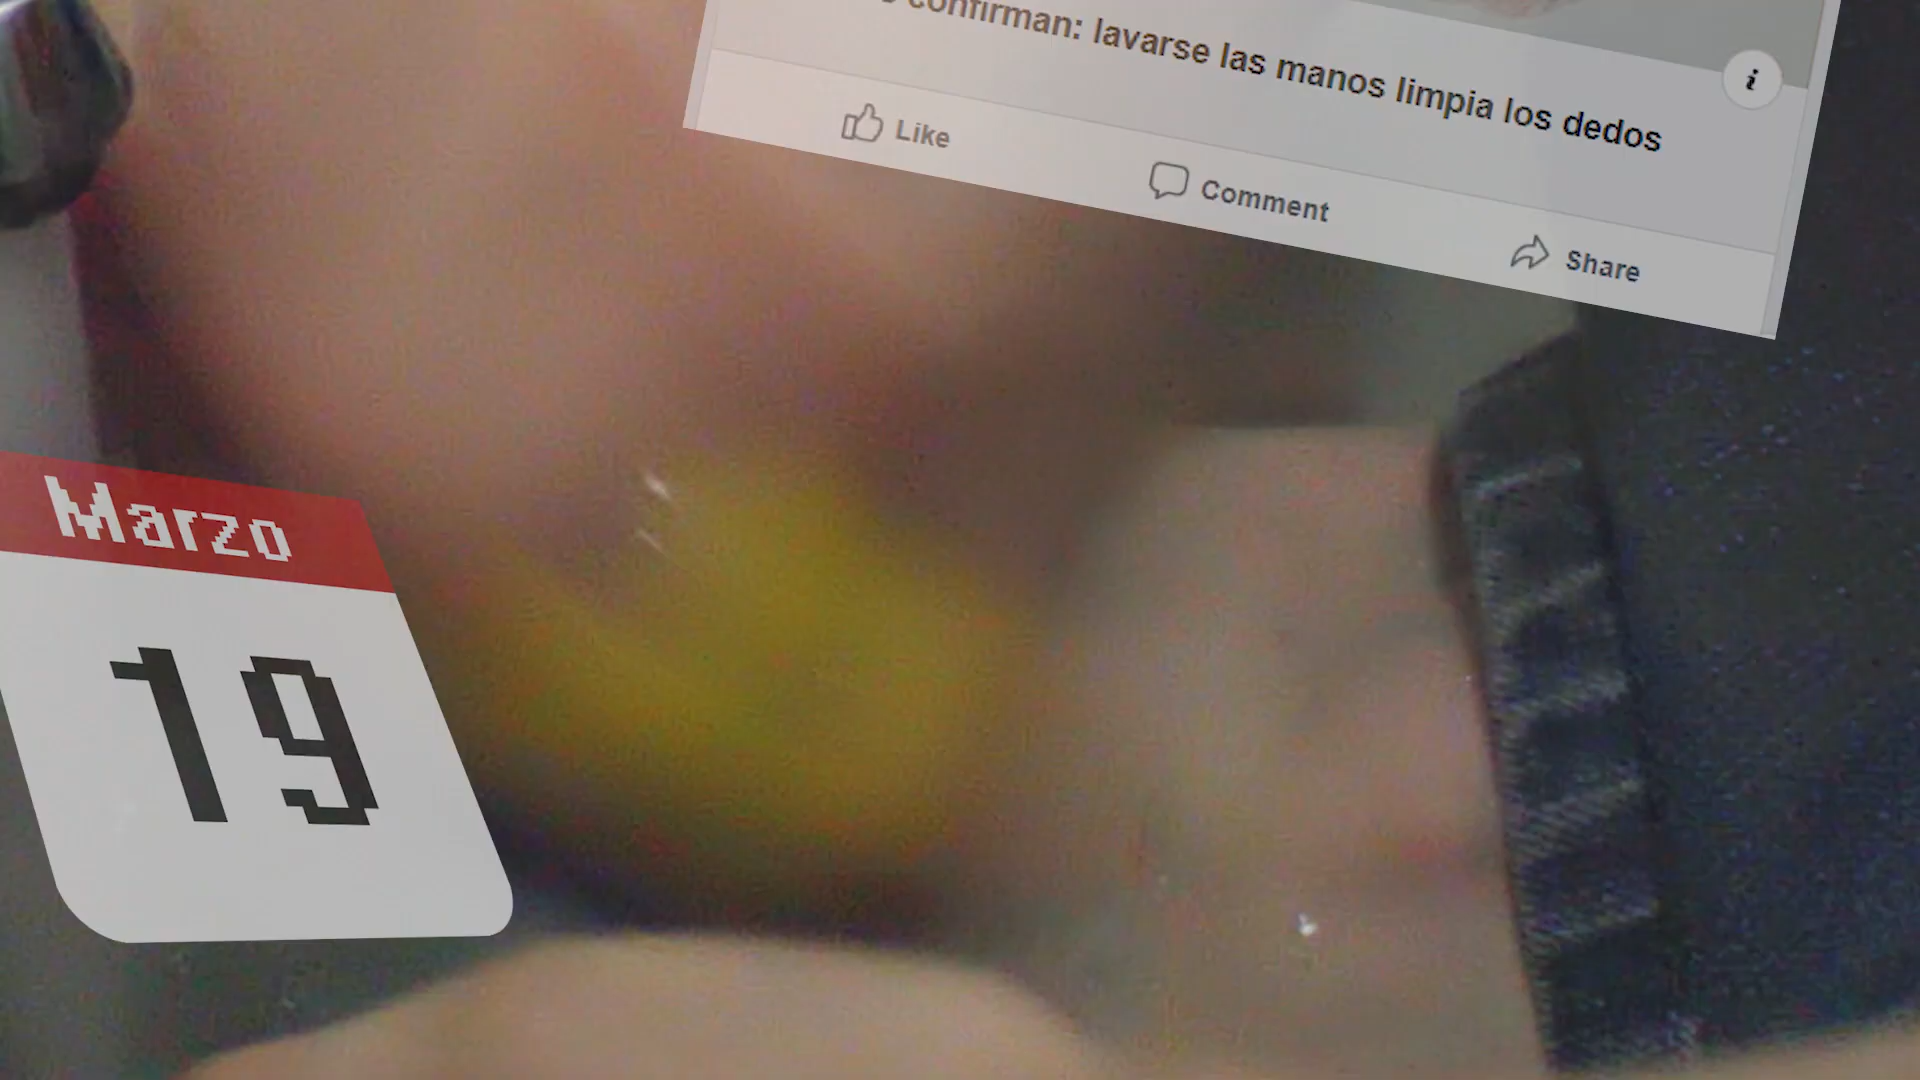 confirman: lavarse las manos limpia los dedos
Like
Comment
Share
Marzo
19